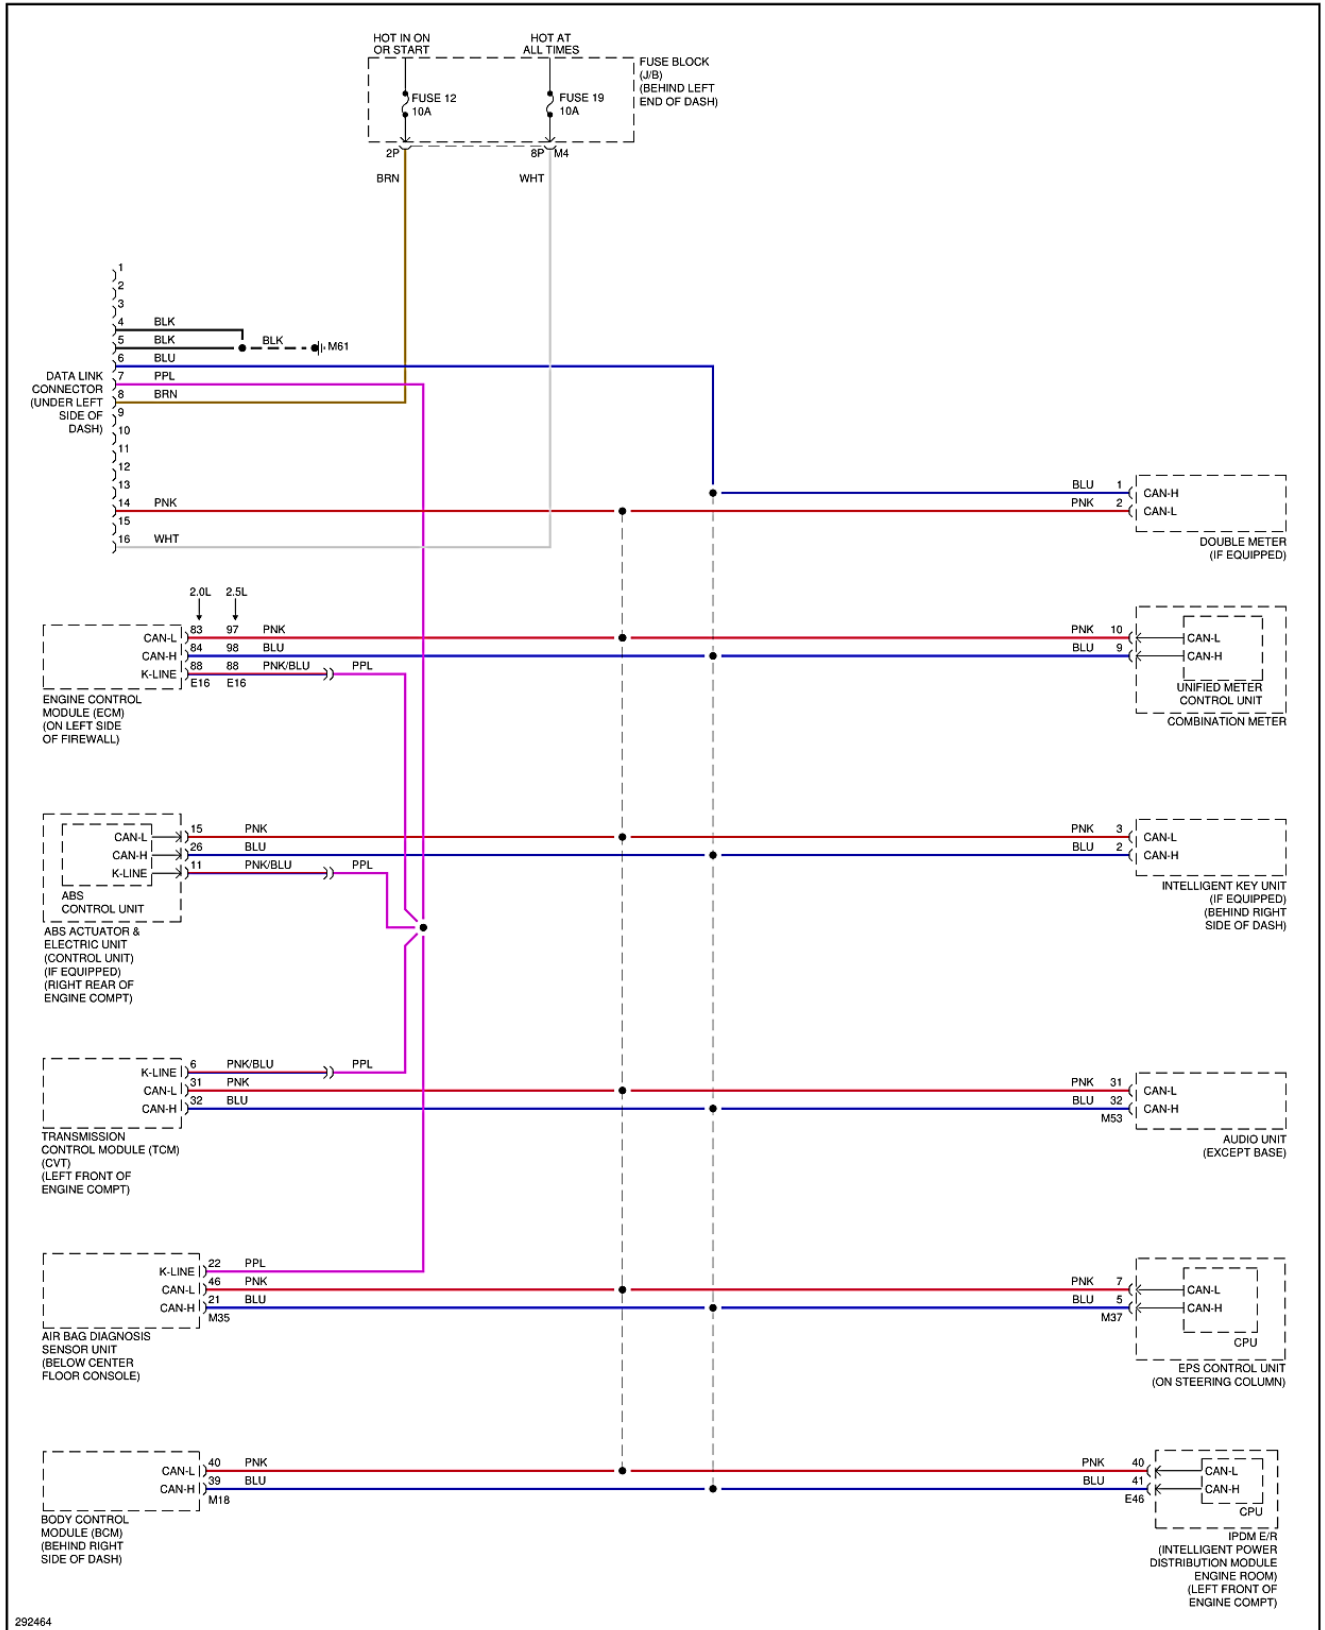 HOT IN ON
OR START
HOT AT
ALL TIMES
FUSE BLOCK
(J/B)
(BEHIND LEFT
END OF DASH)
FUSE 12
10A
FUSE 19
10A
2P
8P
M4
BRN
WHT
1
2
3
4 BLK
5 BLK
BLK
M61
6 BLU
7 PPL
8 BRN
9
10
11
12
13
14 PNK
15
16 WHT
DATA LINK
CONNECTOR
(UNDER LEFT
SIDE OF
DASH)
BLU 1 CAN-H
PNK 2 CAN-L
DOUBLE METER
(IF EQUIPPED)
2.0L 2.5L
CAN-L 83 97 PNK
CAN-H 84 98 BLU
K-LINE 88 88 PNK/BLU PPL
E16 E16
ENGINE CONTROL
MODULE (ECM)
(ON LEFT SIDE
OF FIREWALL)
PNK 10 CAN-L
BLU 9 CAN-H
UNIFIED METER
CONTROL UNIT
COMBINATION METER
CAN-L 15 PNK
CAN-H 26 BLU
K-LINE 11 PNK/BLU PPL
ABS
CONTROL UNIT
ABS ACTUATOR &
ELECTRIC UNIT
(CONTROL UNIT)
(IF EQUIPPED)
(RIGHT REAR OF
ENGINE COMPT)
PNK 3 CAN-L
BLU 2 CAN-H
INTELLIGENT KEY UNIT
(IF EQUIPPED)
(BEHIND RIGHT
SIDE OF DASH)
K-LINE 6 PNK/BLU PPL
CAN-L 31 PNK
CAN-H 32 BLU
TRANSMISSION
CONTROL MODULE (TCM)
(CVT)
(LEFT FRONT OF
ENGINE COMPT)
PNK 31 CAN-L
BLU 32 CAN-H
M53
AUDIO UNIT
(EXCEPT BASE)
K-LINE 22 PPL
CAN-L 46 PNK
CAN-H 21 BLU
M35
AIR BAG DIAGNOSIS
SENSOR UNIT
(BELOW CENTER
FLOOR CONSOLE)
PNK 7 CAN-L
BLU 5 CAN-H
M37
CPU
EPS CONTROL UNIT
(ON STEERING COLUMN)
CAN-L 40 PNK
CAN-H 39 BLU
M18
BODY CONTROL
MODULE (BCM)
(BEHIND RIGHT
SIDE OF DASH)
PNK 40 CAN-L
BLU 41 CAN-H
E46
CPU
IPDM E/R
(INTELLIGENT POWER
DISTRIBUTION MODULE
ENGINE ROOM)
(LEFT FRONT OF
ENGINE COMPT)
292464